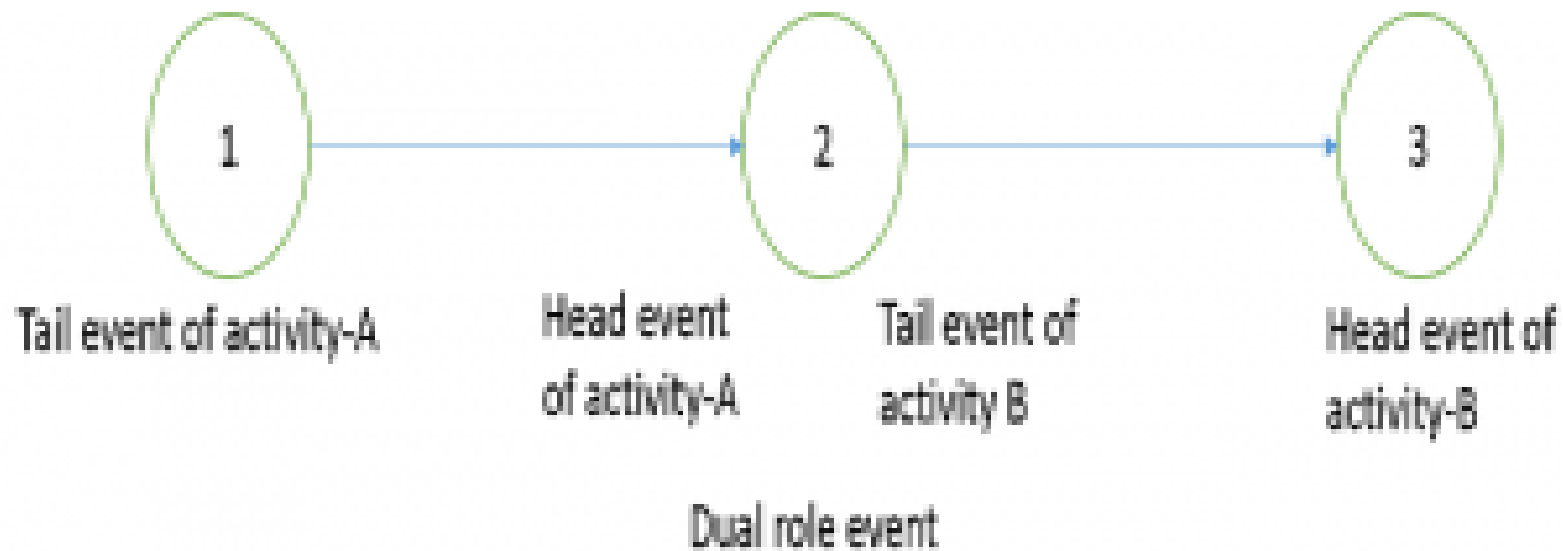 1
2
3
Tail event of activity-A
Head event
of activity-A
Tail event of
activity B
Head event of
activity-B
Dual role event